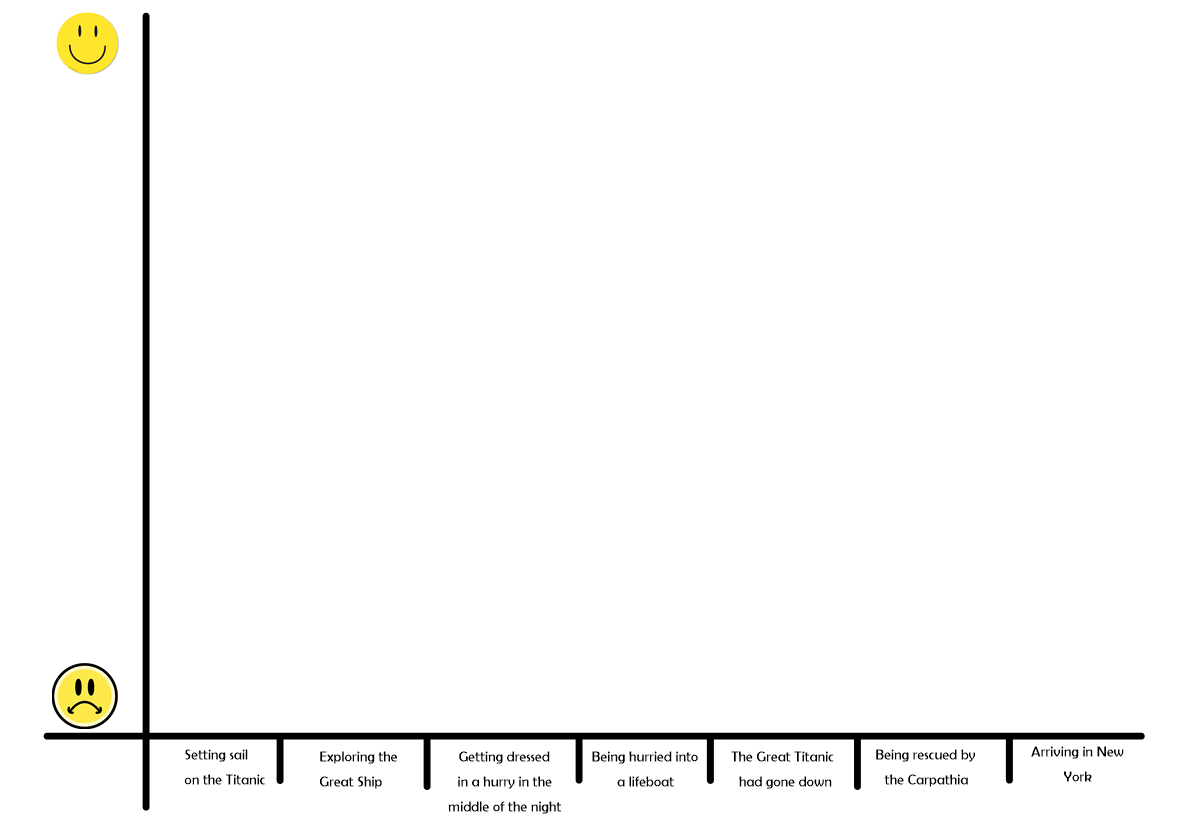 Setting sail
on the Titanic
Exploring the
Great Ship
Getting dressed
in a hurry in the
middle of the night
Being hurried into
a lifeboat
The Great Titanic
had gone down
Being rescued by
the Carpathia
Arriving in New
York